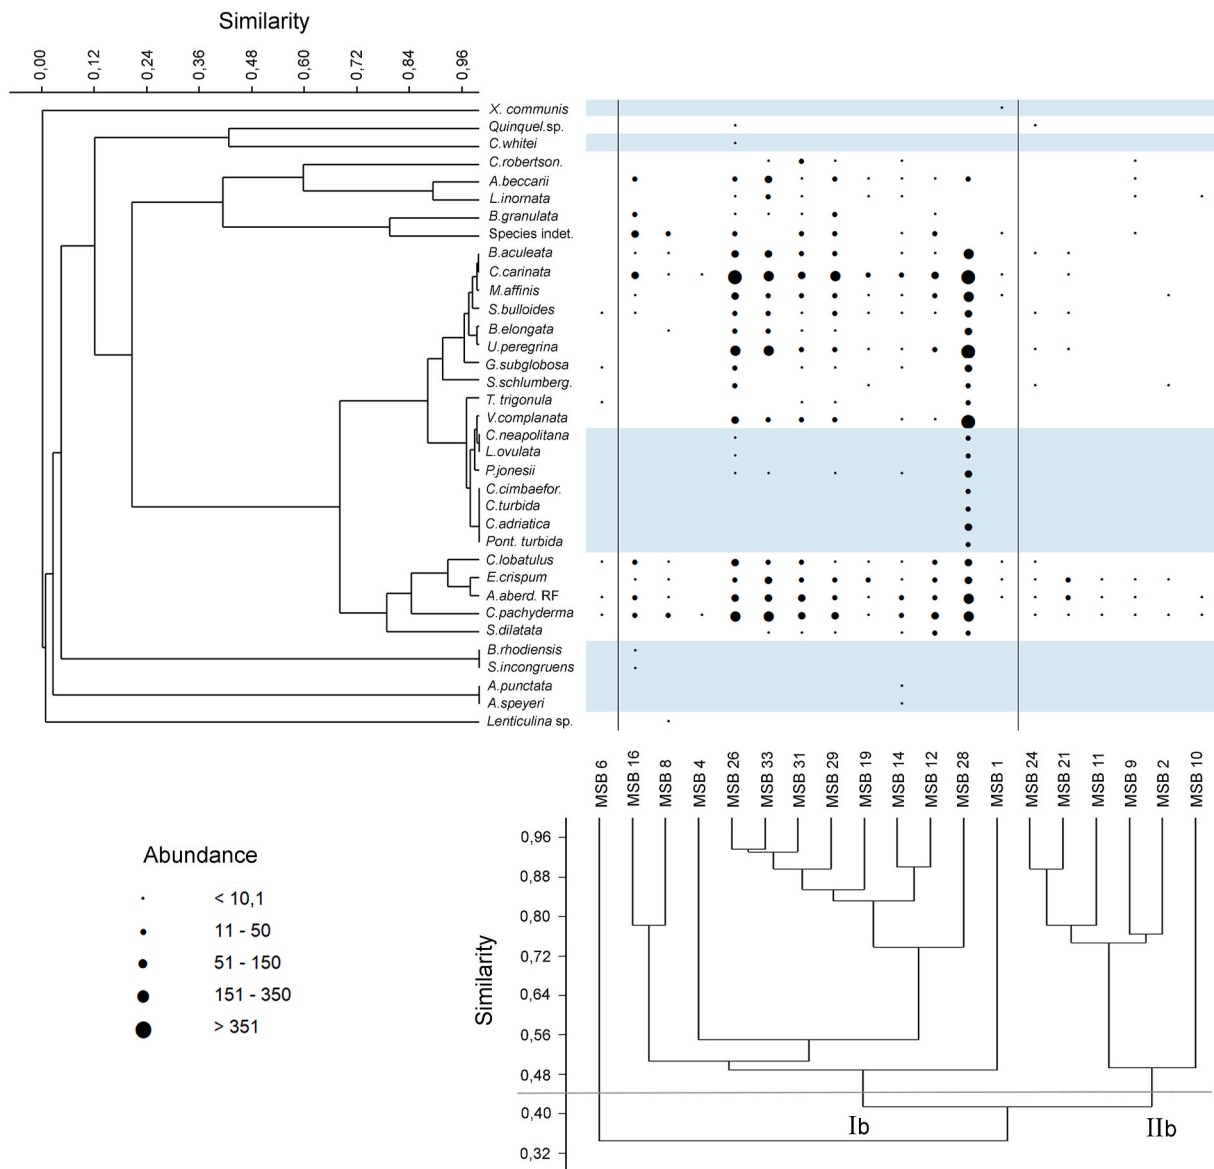 Similarity
0,00 0,12 0,24 0,36 0,48 0,60 0,72 0,84 0,96
X. communis
Quinquel.sp.
C.whitei
C.robertson.
A.beccarii
L.inornata
B.granulata
Species indet.
B.aculeata
C.carinata
M.affinis
S.bulloides
B.elongata
U.peregrina
G.subglobosa
S.schlumberg.
T. trigonula
V.complanata
C.neapolitana
L.ovulata
P.jonesii
C.cimbaefor.
C.turbida
C.adriatica
Pont. turbida
C.lobatulus
E.crispum
A.aberd. RF
C.pachyderma
S.dilatata
B.rhodiensis
S.incongruens
A.punctata
A.speyeri
Lenticulina sp.
MSB 6 MSB 16 MSB 8 MSB 4 MSB 26 MSB 33 MSB 31 MSB 29 MSB 19 MSB 14 MSB 12 MSB 28 MSB 1 MSB 24 MSB 21 MSB 11 MSB 9 MSB 2 MSB 10
Abundance
< 10,1
11 - 50
51 - 150
151 - 350
> 351
Similarity
0,96
0,88
0,80
0,72
0,64
0,56
0,48
0,40
0,32
Ib IIb